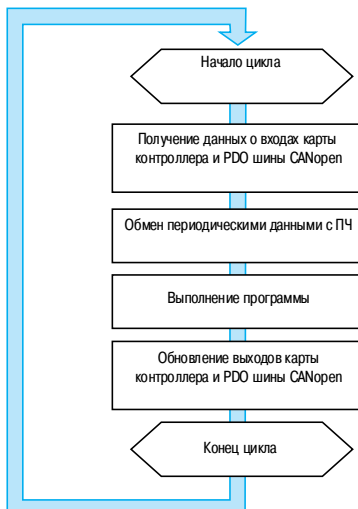 Начало цикла
Получение данных о входах карты
контроллера и PDO шины CANopen
Обмен периодическими данными с ПЧ
Выполнение программы
Обновление выходов карты
контроллера и PDO шины CANopen
Конец цикла